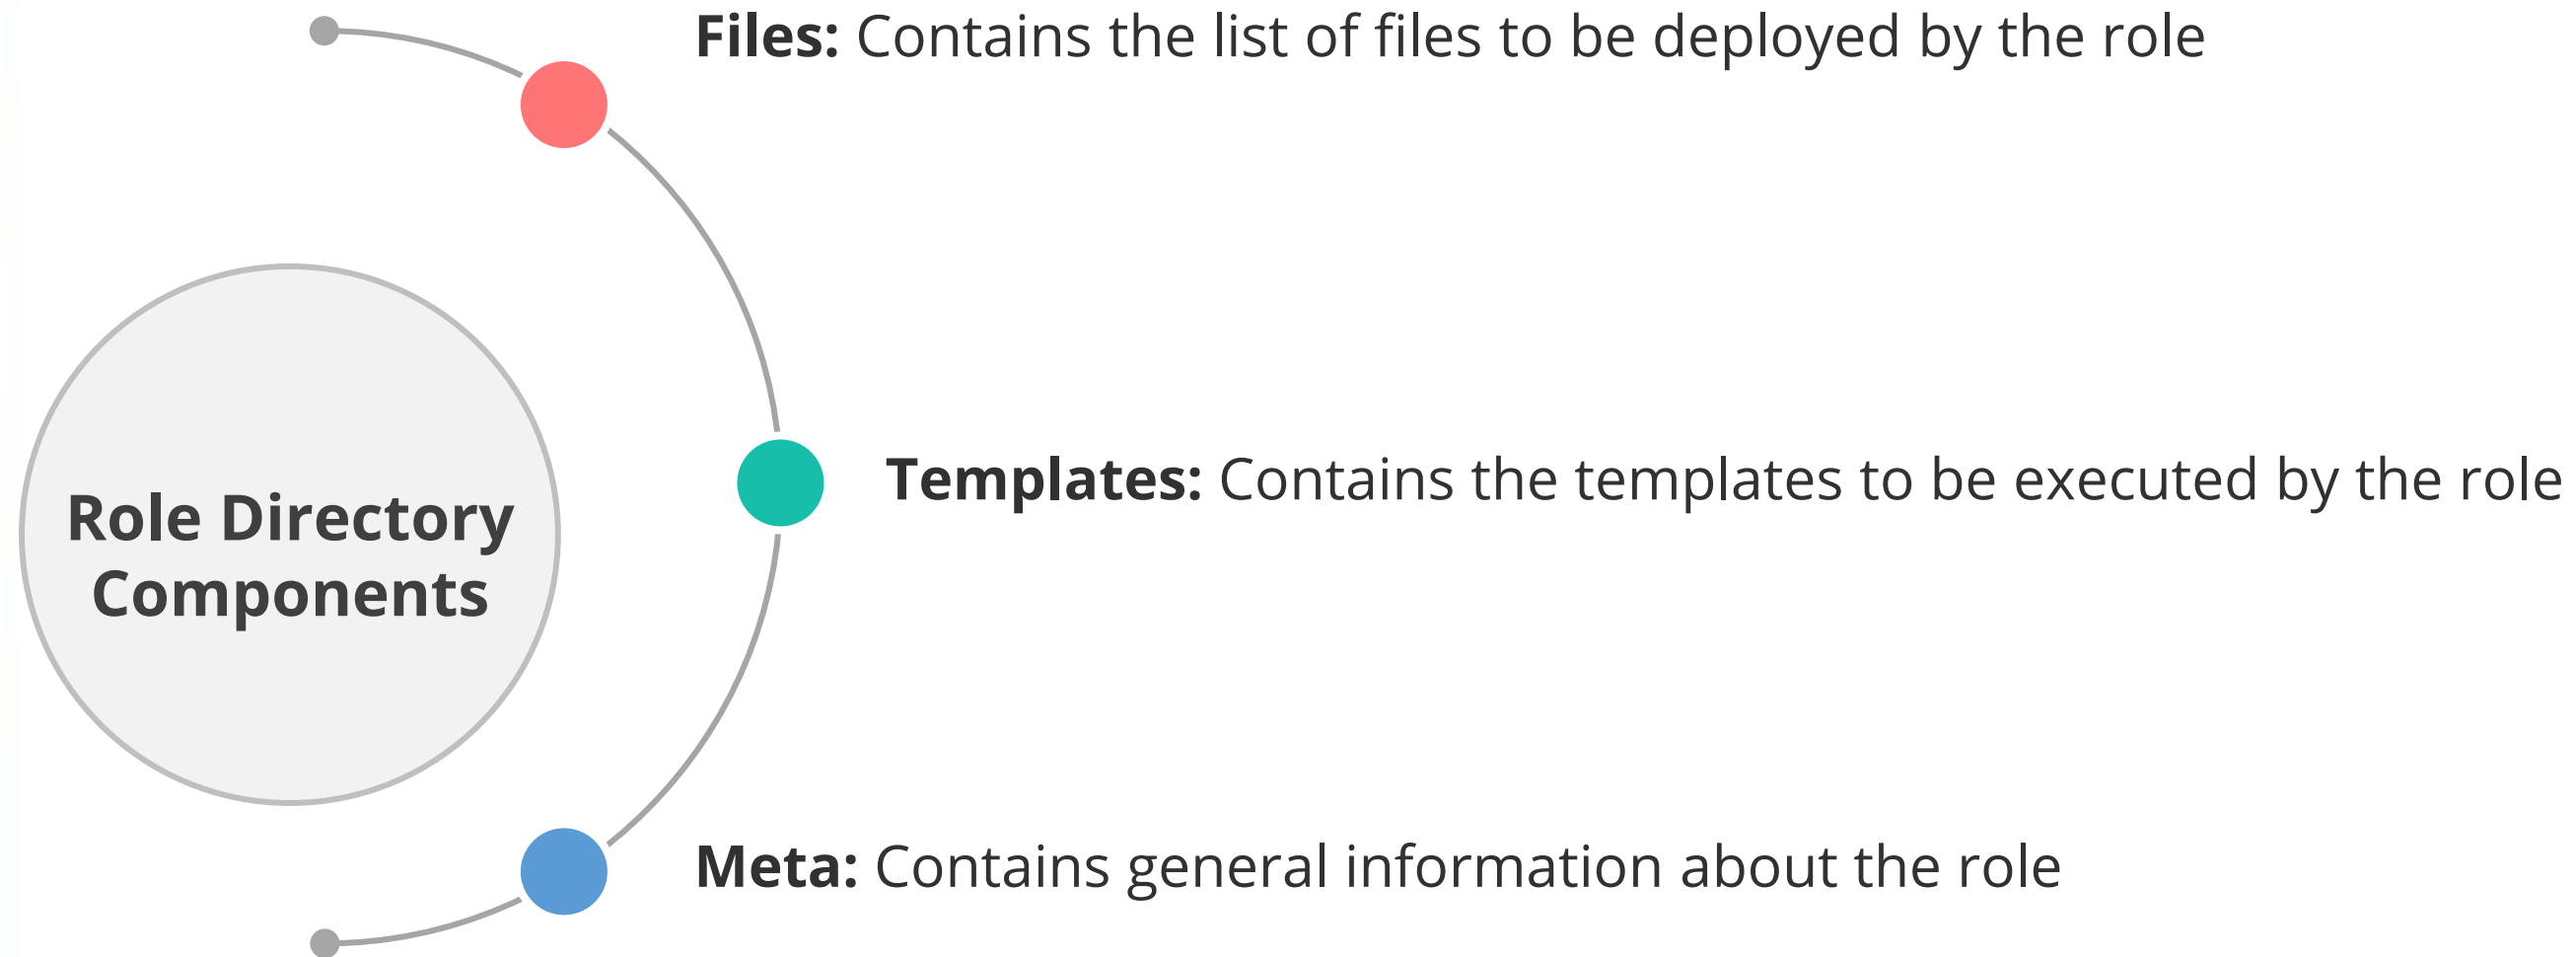 Files: Contains the list of files to be deployed by the role
Role Directory
Components
Templates: Contains the templates to be executed by the role
Meta: Contains general information about the role